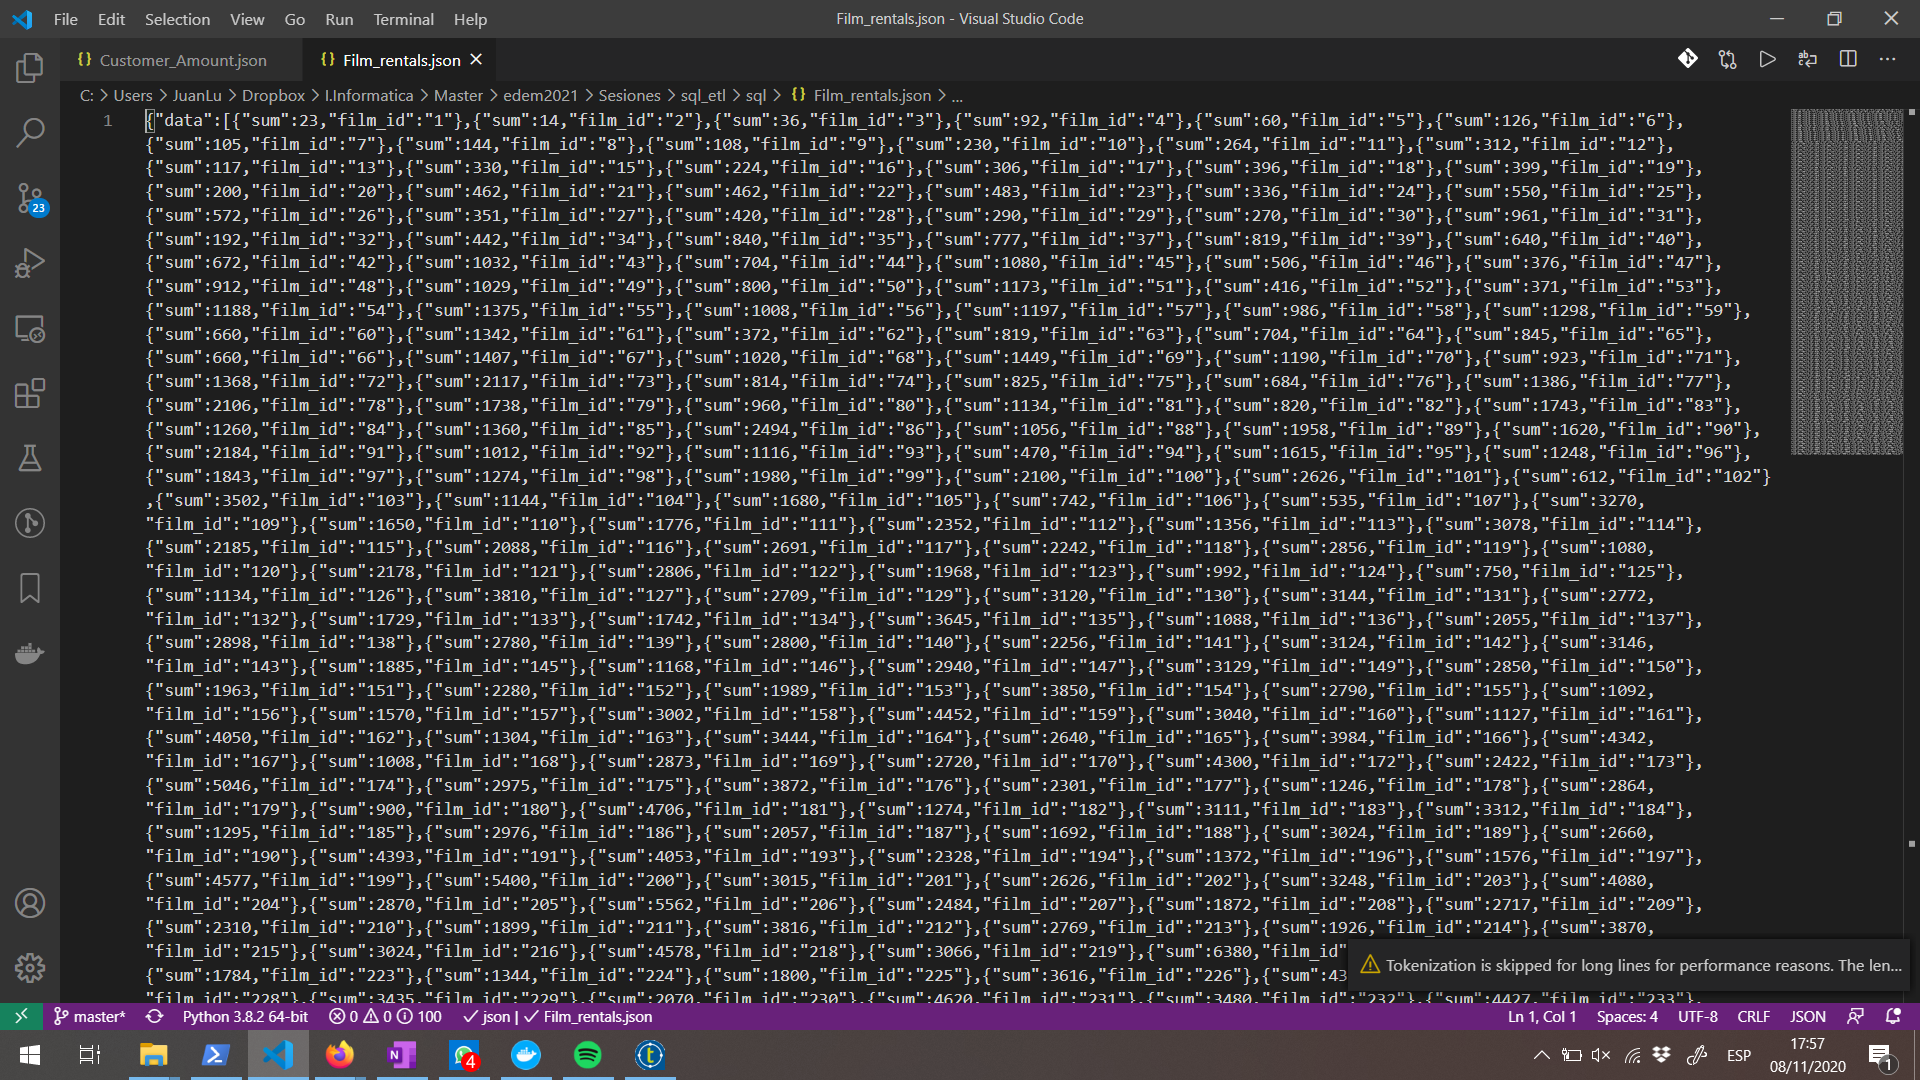 File Edit Selection View Go Run Terminal Help
Film_rentals.json - Visual Studio Code
Customer_Amount.json
Film_rentals.json
C: > Users > JuanLu > Dropbox > I.Informatica > Master > edem2021 > Sesiones > sql_etl > sql > Film_rentals.json > ...
1
{"data":[{"sum":23,"film_id":"1"},{"sum":14,"film_id":"2"},{"sum":36,"film_id":"3"},{"sum":92,"film_id":"4"},{"sum":60,"film_id":"5"},{"sum":126,"film_id":"6"},
{"sum":105,"film_id":"7"},{"sum":144,"film_id":"8"},{"sum":108,"film_id":"9"},{"sum":230,"film_id":"10"},{"sum":264,"film_id":"11"},{"sum":312,"film_id":"12"},
{"sum":117,"film_id":"13"},{"sum":330,"film_id":"15"},{"sum":224,"film_id":"16"},{"sum":306,"film_id":"17"},{"sum":396,"film_id":"18"},{"sum":399,"film_id":"19"},
{"sum":200,"film_id":"20"},{"sum":462,"film_id":"21"},{"sum":462,"film_id":"22"},{"sum":483,"film_id":"23"},{"sum":336,"film_id":"24"},{"sum":550,"film_id":"25"},
{"sum":572,"film_id":"26"},{"sum":351,"film_id":"27"},{"sum":420,"film_id":"28"},{"sum":290,"film_id":"29"},{"sum":270,"film_id":"30"},{"sum":961,"film_id":"31"},
{"sum":192,"film_id":"32"},{"sum":442,"film_id":"34"},{"sum":840,"film_id":"35"},{"sum":777,"film_id":"37"},{"sum":819,"film_id":"39"},{"sum":640,"film_id":"40"},
{"sum":672,"film_id":"42"},{"sum":1032,"film_id":"43"},{"sum":704,"film_id":"44"},{"sum":1080,"film_id":"45"},{"sum":506,"film_id":"46"},{"sum":376,"film_id":"47"},
{"sum":912,"film_id":"48"},{"sum":1029,"film_id":"49"},{"sum":800,"film_id":"50"},{"sum":1173,"film_id":"51"},{"sum":416,"film_id":"52"},{"sum":371,"film_id":"53"},
{"sum":1188,"film_id":"54"},{"sum":1375,"film_id":"55"},{"sum":1008,"film_id":"56"},{"sum":1197,"film_id":"57"},{"sum":986,"film_id":"58"},{"sum":1298,"film_id":"59"},
{"sum":660,"film_id":"60"},{"sum":1342,"film_id":"61"},{"sum":372,"film_id":"62"},{"sum":819,"film_id":"63"},{"sum":704,"film_id":"64"},{"sum":845,"film_id":"65"},
{"sum":660,"film_id":"66"},{"sum":1407,"film_id":"67"},{"sum":1020,"film_id":"68"},{"sum":1449,"film_id":"69"},{"sum":1190,"film_id":"70"},{"sum":923,"film_id":"71"},
{"sum":1368,"film_id":"72"},{"sum":2117,"film_id":"73"},{"sum":814,"film_id":"74"},{"sum":825,"film_id":"75"},{"sum":684,"film_id":"76"},{"sum":1386,"film_id":"77"},
{"sum":2106,"film_id":"78"},{"sum":1738,"film_id":"79"},{"sum":960,"film_id":"80"},{"sum":1134,"film_id":"81"},{"sum":820,"film_id":"82"},{"sum":1743,"film_id":"83"},
{"sum":1260,"film_id":"84"},{"sum":1360,"film_id":"85"},{"sum":2494,"film_id":"86"},{"sum":1056,"film_id":"88"},{"sum":1958,"film_id":"89"},{"sum":1620,"film_id":"90"},
{"sum":2184,"film_id":"91"},{"sum":1012,"film_id":"92"},{"sum":1116,"film_id":"93"},{"sum":470,"film_id":"94"},{"sum":1615,"film_id":"95"},{"sum":1248,"film_id":"96"},
{"sum":1843,"film_id":"97"},{"sum":1274,"film_id":"98"},{"sum":1980,"film_id":"99"},{"sum":2100,"film_id":"100"},{"sum":2626,"film_id":"101"},{"sum":612,"film_id":"102"}
,{"sum":3502,"film_id":"103"},{"sum":1144,"film_id":"104"},{"sum":1680,"film_id":"105"},{"sum":742,"film_id":"106"},{"sum":535,"film_id":"107"},{"sum":3270,
"film_id":"109"},{"sum":1650,"film_id":"110"},{"sum":1776,"film_id":"111"},{"sum":2352,"film_id":"112"},{"sum":1356,"film_id":"113"},{"sum":3078,"film_id":"114"},
{"sum":2185,"film_id":"115"},{"sum":2088,"film_id":"116"},{"sum":2691,"film_id":"117"},{"sum":2242,"film_id":"118"},{"sum":2856,"film_id":"119"},{"sum":1080,
"film_id":"120"},{"sum":2178,"film_id":"121"},{"sum":2806,"film_id":"122"},{"sum":1968,"film_id":"123"},{"sum":992,"film_id":"124"},{"sum":750,"film_id":"125"},
{"sum":1134,"film_id":"126"},{"sum":3810,"film_id":"127"},{"sum":2709,"film_id":"129"},{"sum":3120,"film_id":"130"},{"sum":3144,"film_id":"131"},{"sum":2772,
"film_id":"132"},{"sum":1729,"film_id":"133"},{"sum":1742,"film_id":"134"},{"sum":3645,"film_id":"135"},{"sum":1088,"film_id":"136"},{"sum":2055,"film_id":"137"},
{"sum":2898,"film_id":"138"},{"sum":2780,"film_id":"139"},{"sum":2800,"film_id":"140"},{"sum":2256,"film_id":"141"},{"sum":3124,"film_id":"142"},{"sum":3146,
"film_id":"143"},{"sum":1885,"film_id":"145"},{"sum":1168,"film_id":"146"},{"sum":2940,"film_id":"147"},{"sum":3129,"film_id":"149"},{"sum":2850,"film_id":"150"},
{"sum":1963,"film_id":"151"},{"sum":2280,"film_id":"152"},{"sum":1989,"film_id":"153"},{"sum":3850,"film_id":"154"},{"sum":2790,"film_id":"155"},{"sum":1092,
"film_id":"156"},{"sum":1570,"film_id":"157"},{"sum":3002,"film_id":"158"},{"sum":4452,"film_id":"159"},{"sum":3040,"film_id":"160"},{"sum":1127,"film_id":"161"},
{"sum":4050,"film_id":"162"},{"sum":1304,"film_id":"163"},{"sum":3444,"film_id":"164"},{"sum":2640,"film_id":"165"},{"sum":3984,"film_id":"166"},{"sum":4342,
"film_id":"167"},{"sum":1008,"film_id":"168"},{"sum":2873,"film_id":"169"},{"sum":2720,"film_id":"170"},{"sum":4300,"film_id":"172"},{"sum":2422,"film_id":"173"},
{"sum":5046,"film_id":"174"},{"sum":2975,"film_id":"175"},{"sum":3872,"film_id":"176"},{"sum":2301,"film_id":"177"},{"sum":1246,"film_id":"178"},{"sum":2864,
"film_id":"179"},{"sum":900,"film_id":"180"},{"sum":4706,"film_id":"181"},{"sum":1274,"film_id":"182"},{"sum":3111,"film_id":"183"},{"sum":3312,"film_id":"184"},
{"sum":1295,"film_id":"185"},{"sum":2976,"film_id":"186"},{"sum":2057,"film_id":"187"},{"sum":1692,"film_id":"188"},{"sum":3024,"film_id":"189"},{"sum":2660,
"film_id":"190"},{"sum":4393,"film_id":"191"},{"sum":4053,"film_id":"193"},{"sum":2328,"film_id":"194"},{"sum":1372,"film_id":"196"},{"sum":1576,"film_id":"197"},
{"sum":4577,"film_id":"199"},{"sum":5400,"film_id":"200"},{"sum":3015,"film_id":"201"},{"sum":2626,"film_id":"202"},{"sum":3248,"film_id":"203"},{"sum":4080,
"film_id":"204"},{"sum":2870,"film_id":"205"},{"sum":5562,"film_id":"206"},{"sum":2484,"film_id":"207"},{"sum":1872,"film_id":"208"},{"sum":2717,"film_id":"209"},
{"sum":2310,"film_id":"210"},{"sum":1899,"film_id":"211"},{"sum":3816,"film_id":"212"},{"sum":2769,"film_id":"213"},{"sum":1926,"film_id":"214"},{"sum":3870,
"film_id":"215"},{"sum":3024,"film_id":"216"},{"sum":4578,"film_id":"218"},{"sum":3066,"film_id":"219"},{"sum":6380,"film_id
{"sum":1784,"film_id":"223"},{"sum":1344,"film_id":"224"},{"sum":1800,"film_id":"225"},{"sum":3616,"film_id":"226"},{"sum":43
"film_id":"228"},{"sum":3435,"film_id":"229"},{"sum":2070,"film_id":"230"},{"sum":4620,"film_id":"231"},{"sum":3480,"film_id":"232"},{"sum":4427,"film_id":"233"},
Tokenization is skipped for long lines for performance reasons. The len...
23
master* Python 3.8.2 64-bit 0 0 100 json | Film_rentals.json Ln 1, Col 1 Spaces: 4 UTF-8 CRLF JSON
4
ESP
17:57
08/11/2020
1